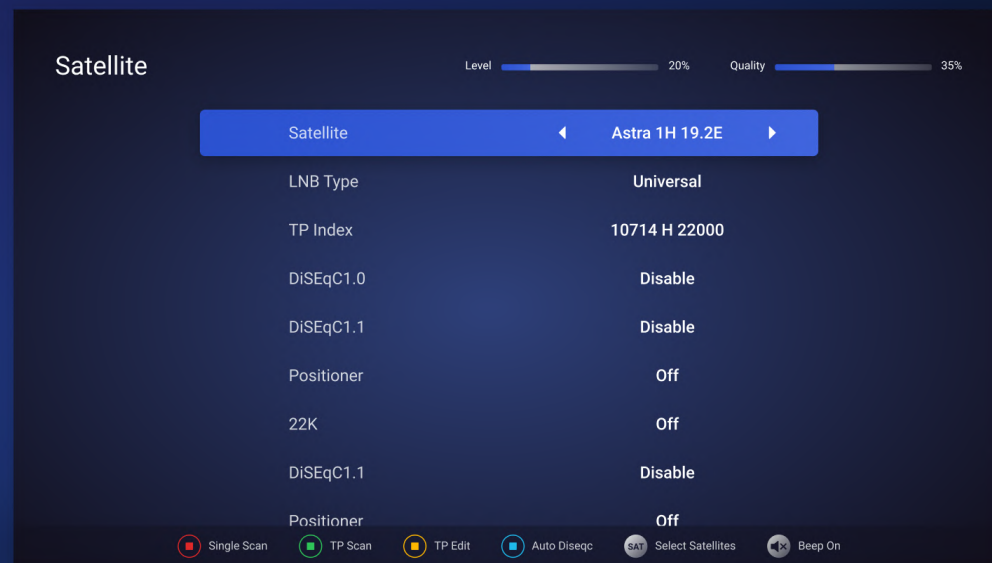 Satellite Level 20% Quality 35%
Satellite Astra 1H 19.2E
LNB Type Universal
TP Index 10714 H 22000
DiSEqC1.0 Disable
DiSEqC1.1 Disable
Positioner Off
22K Off
DiSEqC1.1 Disable
Positioner Off
Single Scan TP Scan TP Edit Auto Diseqc SAT Select Satellites Beep On